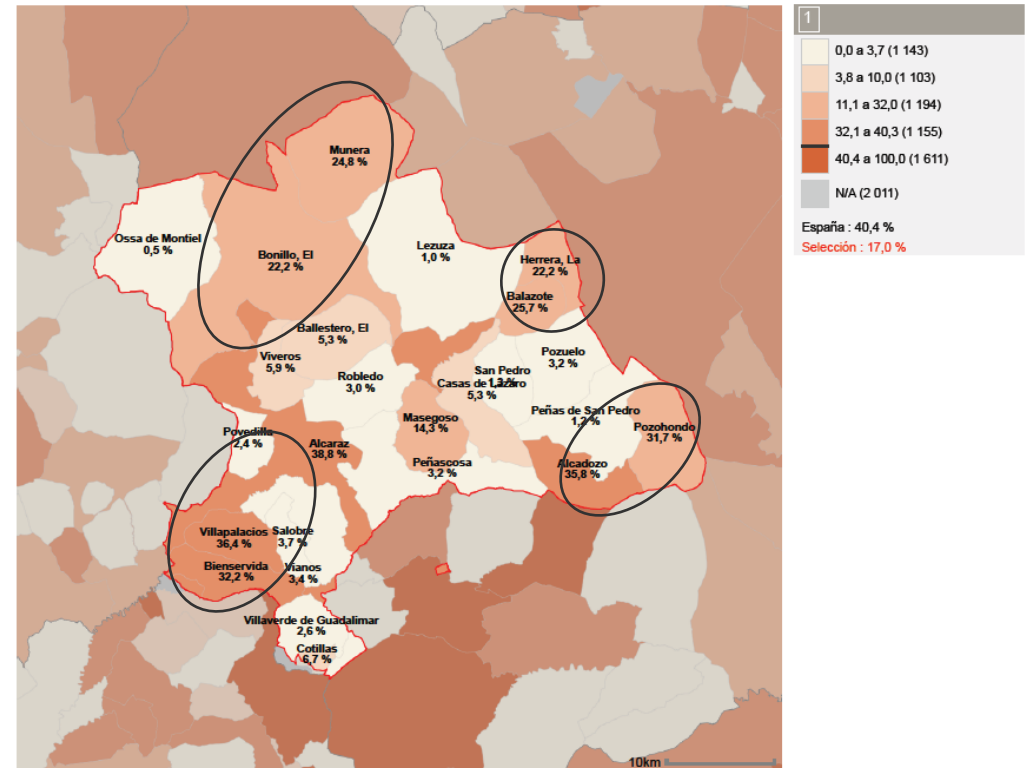 1
0,0 a 3,7 (1 143)
3,8 a 10,0 (1 103)
11,1 a 32,0 (1 194)
32,1 a 40,3 (1 155)
40,4 a 100,0 (1 611)
N/A (2 011)
España : 40,4 %
Selección : 17,0 %
Munera
24,8 %
Ossa de Montiel
0,5 %
Bonillo, El
22,2 %
Lezuza
1,0 %
Herrera, La
22,2 %
Balazote
25,7 %
Ballestero, El
5,3 %
Viveros
5,9 %
Robledo
3,0 %
San Pedro
1,3 %
Casas de Lázaro
5,3 %
Pozuelo
3,2 %
Masegoso
14,3 %
Peñas de San Pedro
1,2 %
Pozohondo
31,7 %
Povedilla
2,4 %
Alcaraz
38,8 %
Peñascosa
3,2 %
Alcadozo
35,8 %
Villapalacios
36,4 %
Salobre
3,7 %
Bienservida
32,2 %
Vianos
3,4 %
Villaverde de Guadalimar
2,6 %
Cotillas
6,7 %
10km